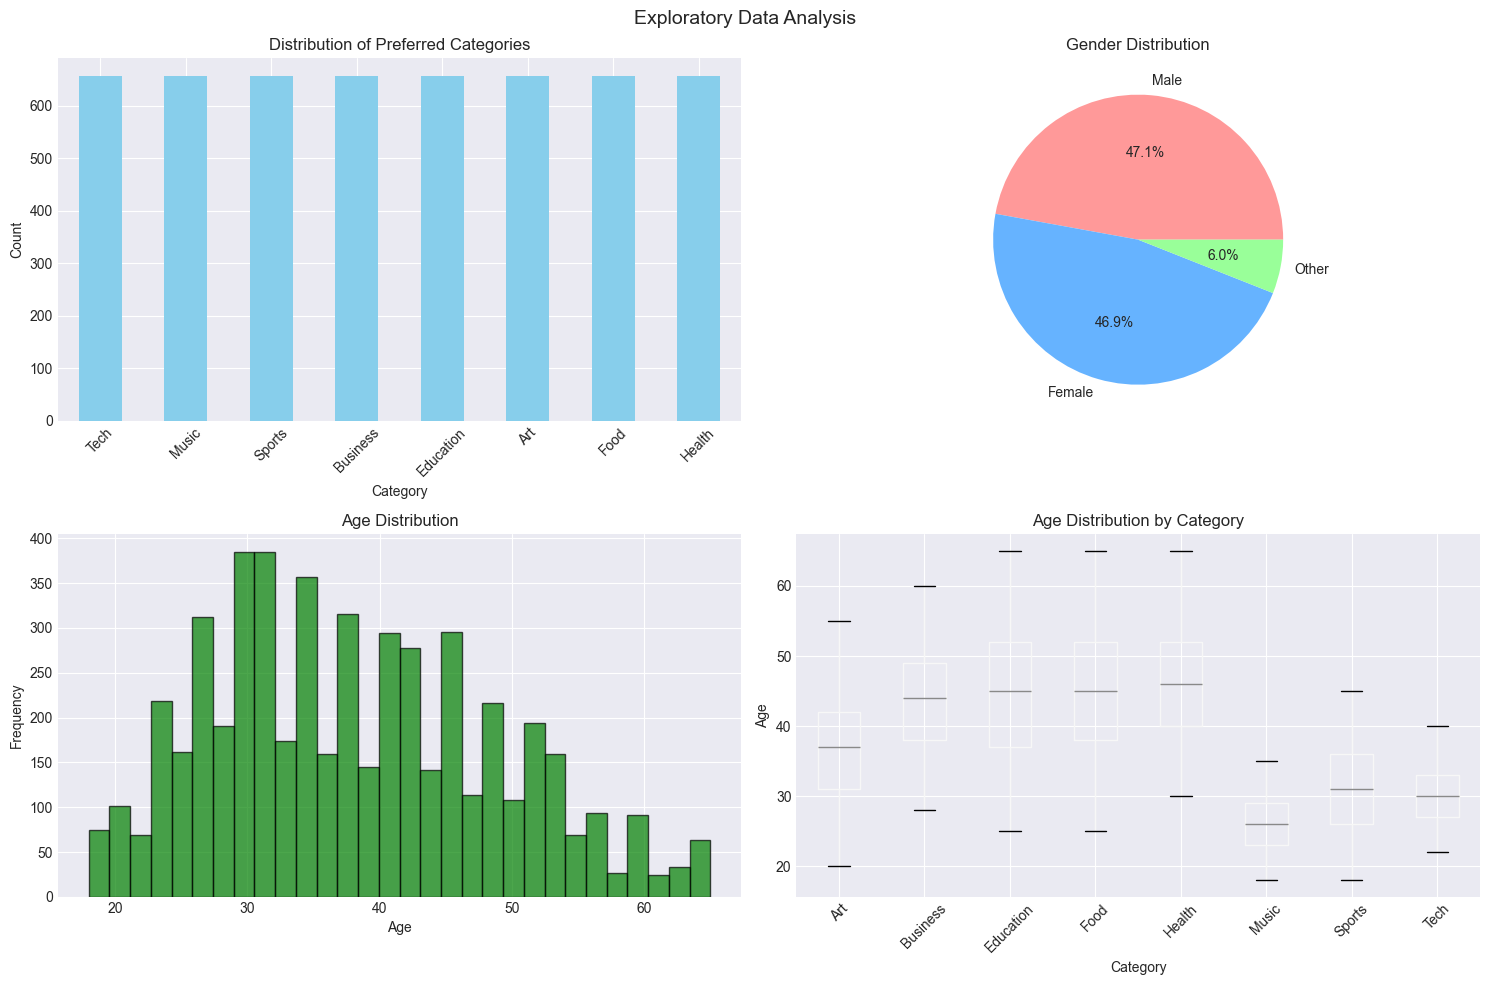 Exploratory Data Analysis
Distribution of Preferred Categories
Count
600
500
400
300
200
100
0
Tech Music Sports Business Education Art Food Health
Category
Gender Distribution
Male
47.1%
6.0%
Other
46.9%
Female
Age Distribution
Frequency
400
350
300
250
200
150
100
50
0
20 30 40 50 60
Age
Age Distribution by Category
Age
60
50
40
30
20
Art Business Education Food Health Music Sports Tech
Category